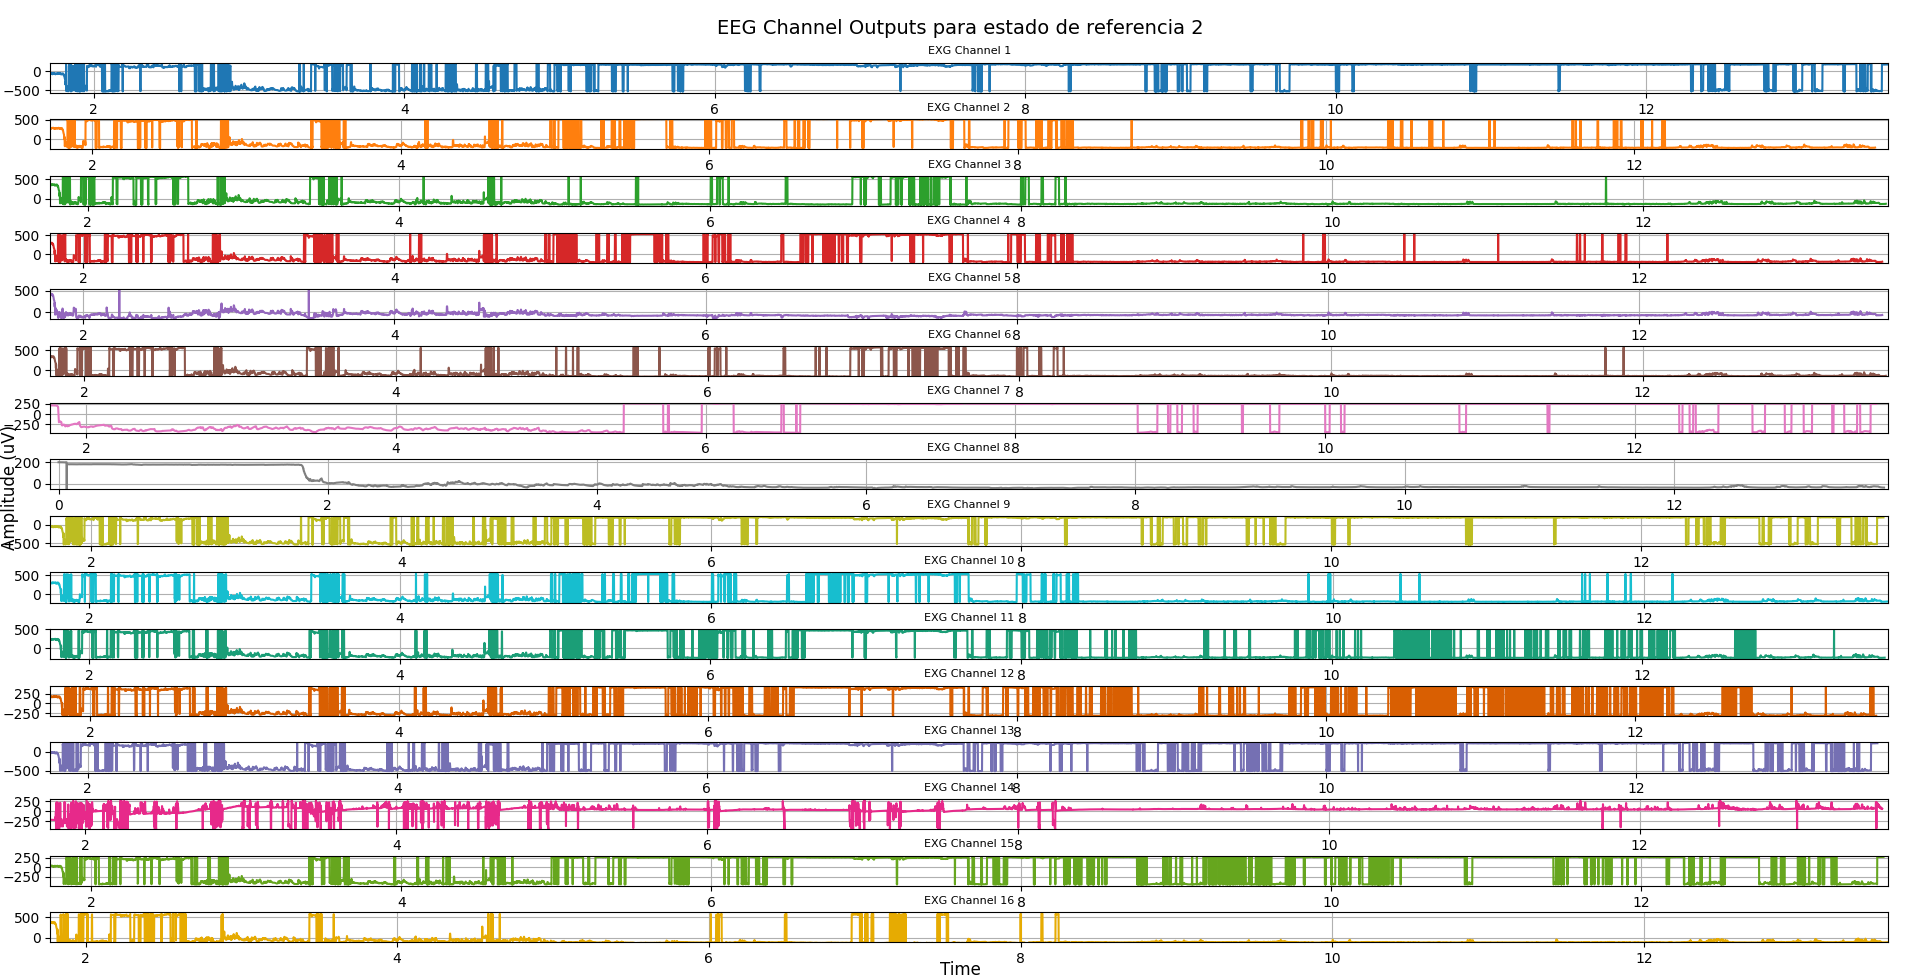 EEG Channel Outputs para estado de referencia 2
EXG Channel 1
0
−500
2 4 6 8 10 12
EXG Channel 2
500
0
2 4 6 8 10 12
EXG Channel 3
500
0
2 4 6 8 10 12
EXG Channel 4
500
0
2 4 6 8 10 12
EXG Channel 5
500
0
2 4 6 8 10 12
EXG Channel 6
500
0
2 4 6 8 10 12
EXG Channel 7
250
0
−250
2 4 6 8 10 12
EXG Channel 8
200
0
0 2 4 6 8 10 12
EXG Channel 9
0
−500
2 4 6 8 10 12
EXG Channel 10
500
0
2 4 6 8 10 12
EXG Channel 11
500
0
2 4 6 8 10 12
EXG Channel 12
250
0
−250
2 4 6 8 10 12
EXG Channel 13
0
−500
2 4 6 8 10 12
EXG Channel 14
250
0
−250
2 4 6 8 10 12
EXG Channel 15
250
0
−250
2 4 6 8 10 12
EXG Channel 16
500
0
2 4 6 8 10 12
Time
Amplitude (uV)